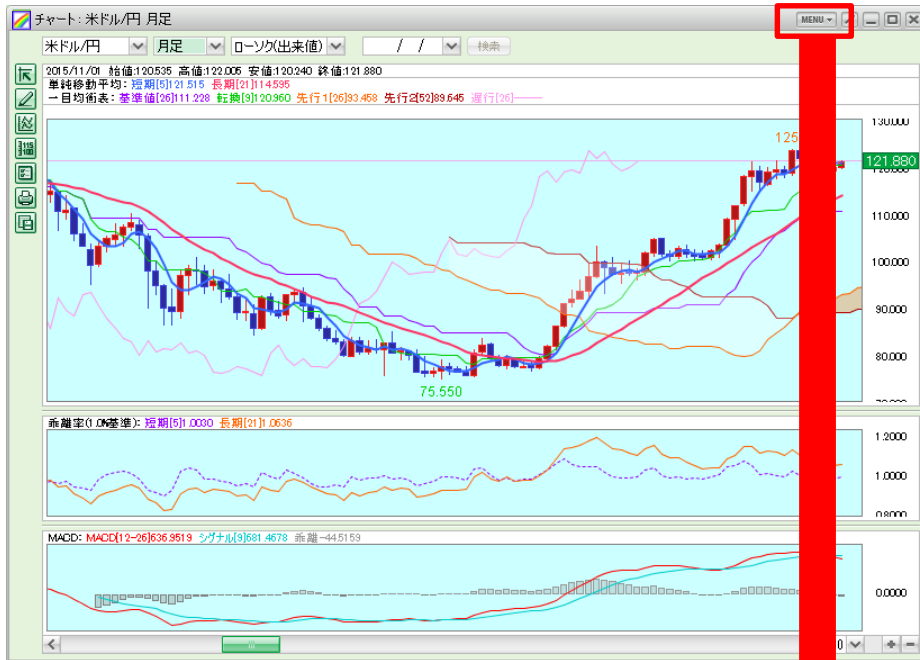 チャート: 米ドル/円 月足
MENU
米ドル/円 月足 ローソク(出来値) / / 検索
2015/11/01 始値:120.535 高値:122.005 安値:120.240 終値:121.880
単純移動平均: 短期[5]121.515 長期[21]114.595
一目均衡表: 基準値[26]111.228 転換[9]120.960 先行1[26]93.458 先行2[52]89.645 遅行[26]-----
130.000
125
121.880
120.000
110.000
100.000
90.000
80.000
75.550
乖離率(1.0%基準): 短期[5]1.0030 長期[21]1.0636
1.2000
1.0000
0.8000
MACD: MACD[12-26]636.9519 シグナル[9]681.4678 乖離-44.5159
0.0000